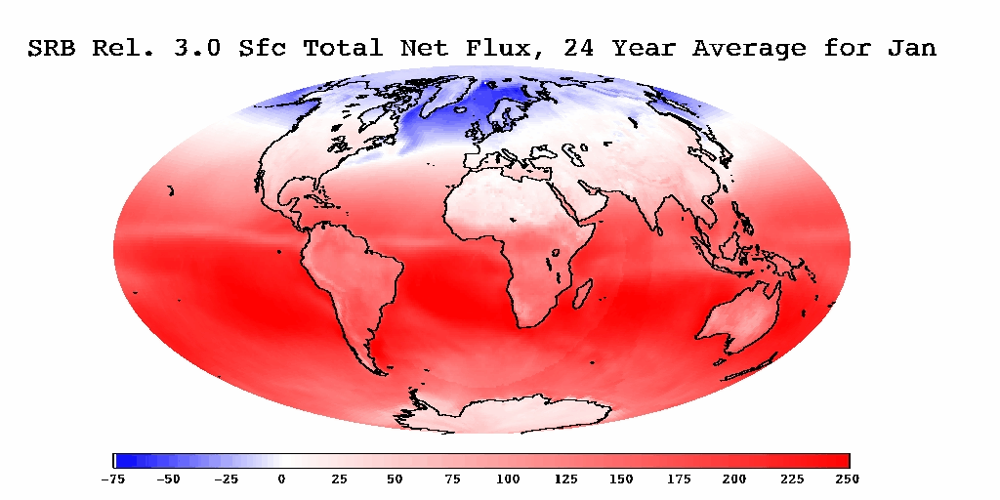 SRB Rel. 3.0 Sfc Total Net Flux, 24 Year Average for Jan
-75 -50 -25 0 25 50 75 100 125 150 175 200 225 250